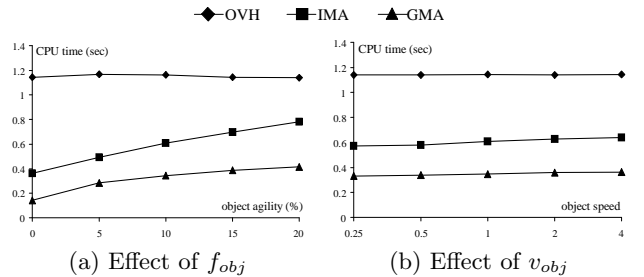 OVH IMA GMA
CPU time (sec)
1.4
1.2
1
0.8
0.6
0.4
0.2
0
object agility (%)
0 5 10 15 20
(a) Effect of f_obj
CPU time (sec)
1.4
1.2
1
0.8
0.6
0.4
0.2
0
object speed
0.25 0.5 1 2 4
(b) Effect of v_obj